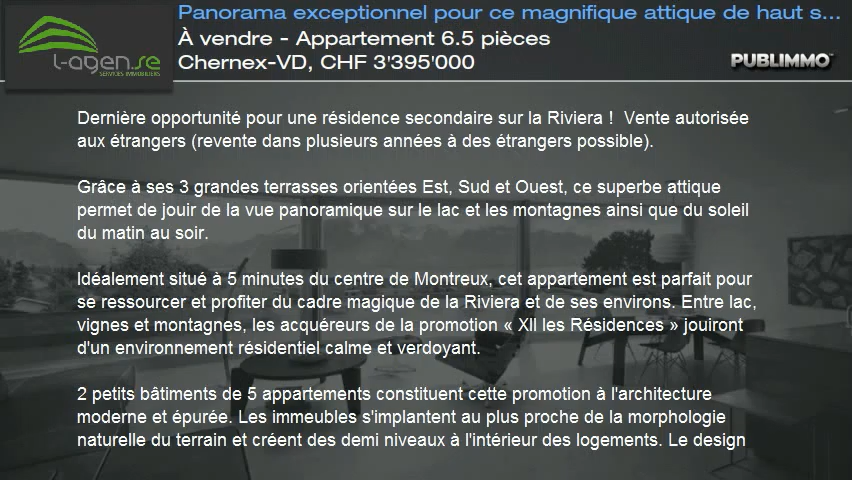 Panorama exceptionnel pour ce magnifique attique de haut s...
À vendre - Appartement 6.5 pièces
Chernex-VD, CHF 3'395'000
l-agen.se
SERVICES IMMOBILIERS
PUBLIMMO™
Dernière opportunité pour une résidence secondaire sur la Riviera !  Vente autorisée
aux étrangers (revente dans plusieurs années à des étrangers possible).
Grâce à ses 3 grandes terrasses orientées Est, Sud et Ouest, ce superbe attique
permet de jouir de la vue panoramique sur le lac et les montagnes ainsi que du soleil
du matin au soir.
Idéalement situé à 5 minutes du centre de Montreux, cet appartement est parfait pour
se ressourcer et profiter du cadre magique de la Riviera et de ses environs. Entre lac,
vignes et montagnes, les acquéreurs de la promotion « XII les Résidences » jouiront
d'un environnement résidentiel calme et verdoyant.
2 petits bâtiments de 5 appartements constituent cette promotion à l'architecture
moderne et épurée. Les immeubles s'implantent au plus proche de la morphologie
naturelle du terrain et créent des demi niveaux à l'intérieur des logements. Le design